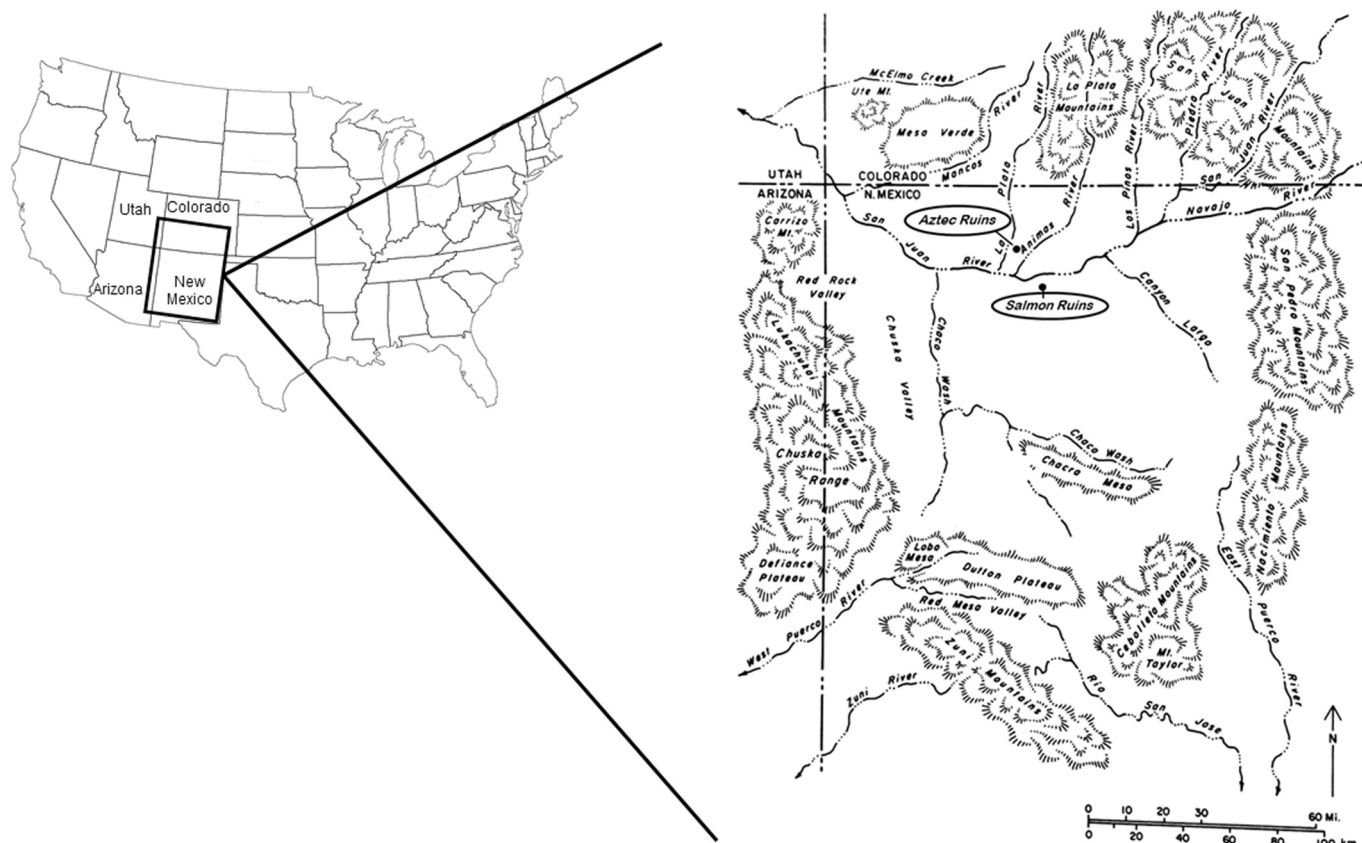 Utah
Colorado
Arizona
New
Mexico
McElmo Creek
Ute Mt.
Mesa Verde
Mancos River
La Plata River
La Plata
Mountains
Animas River
Los Pinos River
San Juan
Mountains
Piedra River
San Juan River
UTAH
COLORADO
ARIZONA
N. MEXICO
Navajo River
Carrizo
Mt.
Aztec Ruins
San Juan River
Salmon Ruins
Red Rock
Valley
Canyon Largo
San Pedro Mountains
Lukachukai Mountains
Chuska Valley
Chaco Wash
Chuska
Range
Chaco Wash
Chacra Mesa
Nacimiento Mountains
Defiance
Plateau
Lobo
Mesa
Dutton Plateau
Red Mesa Valley
West Puerco River
Zuni Mountains
Zuni River
Cebolleta Mountains
Mt.
Taylor
Rio San Jose
East Puerco River
N
0 10 20 30 60 Mi.
0 20 40 60 80 100 km